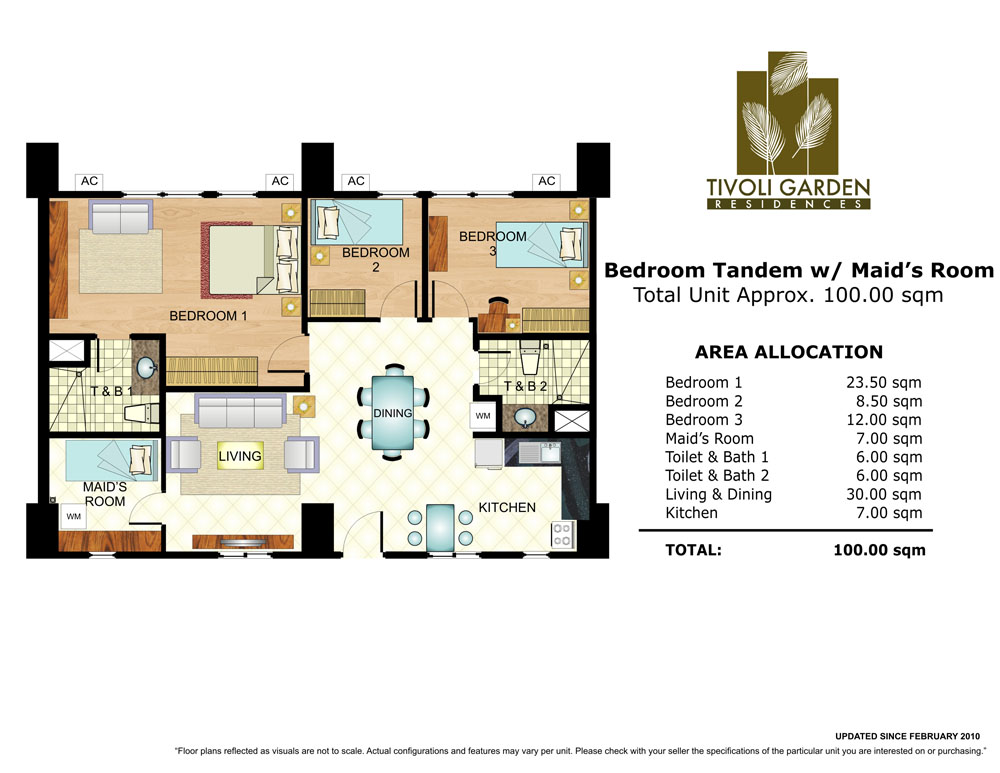 TIVOLI GARDEN
RESIDENCES
AC
AC
AC
AC
BEDROOM 1
BEDROOM
2
BEDROOM
3
T & B 1
T & B 2
DINING
WM
LIVING
MAID'S
ROOM
WM
KITCHEN
Bedroom Tandem w/ Maid’s Room
Total Unit Approx. 100.00 sqm
AREA ALLOCATION
Bedroom 1 23.50 sqm
Bedroom 2 8.50 sqm
Bedroom 3 12.00 sqm
Maid’s Room 7.00 sqm
Toilet & Bath 1 6.00 sqm
Toilet & Bath 2 6.00 sqm
Living & Dining 30.00 sqm
Kitchen 7.00 sqm
TOTAL: 100.00 sqm
UPDATED SINCE FEBRUARY 2010
“Floor plans reflected as visuals are not to scale. Actual configurations and features may vary per unit. Please check with your seller the specifications of the particular unit you are interested on or purchasing.”